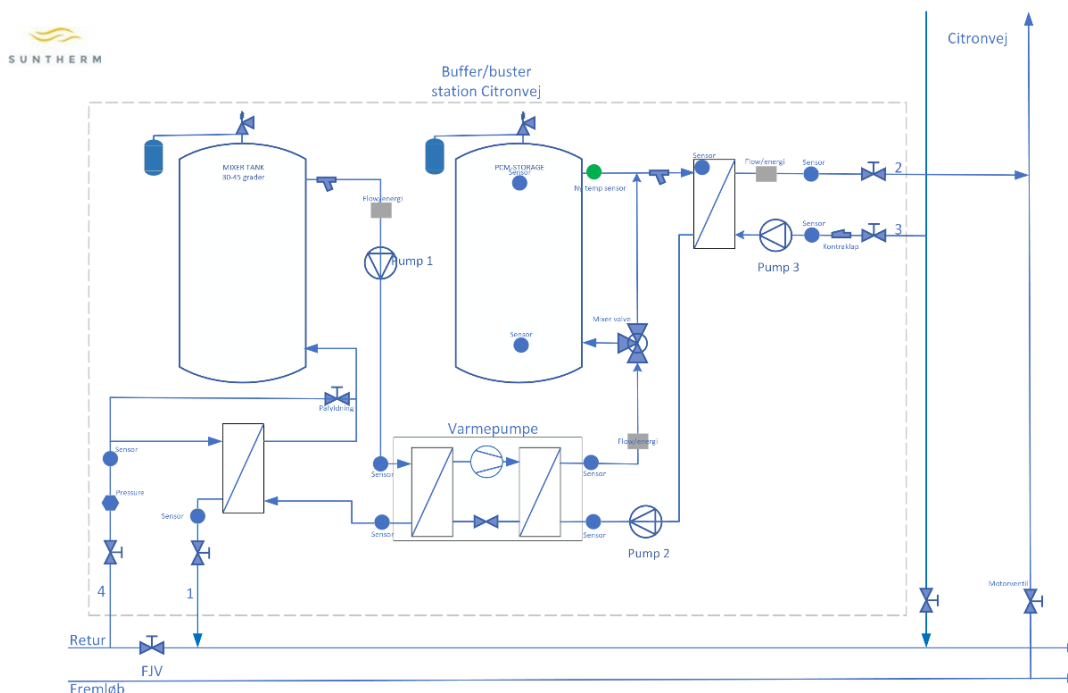 SUNTHERM
Citronvej
Buffer/buster
station Citronvej
MIXER TANK
30-45 grader
PCM-STORAGE
Sensor
Flow/energi
Ny temp sensor
Sensor
Flow/energi
Sensor
2
Sensor
3
Kontraklap
Pump 1
Pump 3
Mixer valve
Sensor
Påfyldning
Varmepumpe
Flow/energi
Sensor
Sensor
Sensor
Pressure
Sensor
Sensor
Sensor
Pump 2
4
1
Motorventil
Retur
FJV
Fremløb